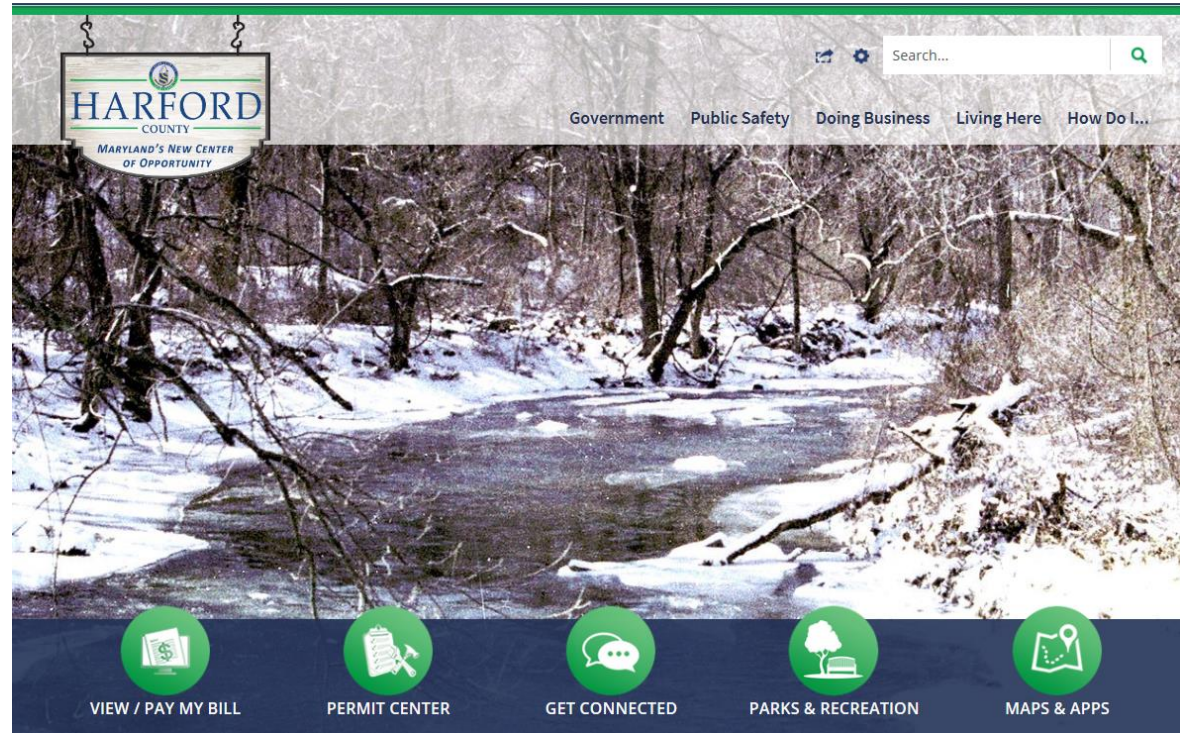 HARFORD
COUNTY
MARYLAND'S NEW CENTER
OF OPPORTUNITY
Search...
Government Public Safety Doing Business Living Here How Do I...
$
VIEW / PAY MY BILL PERMIT CENTER GET CONNECTED PARKS & RECREATION MAPS & APPS